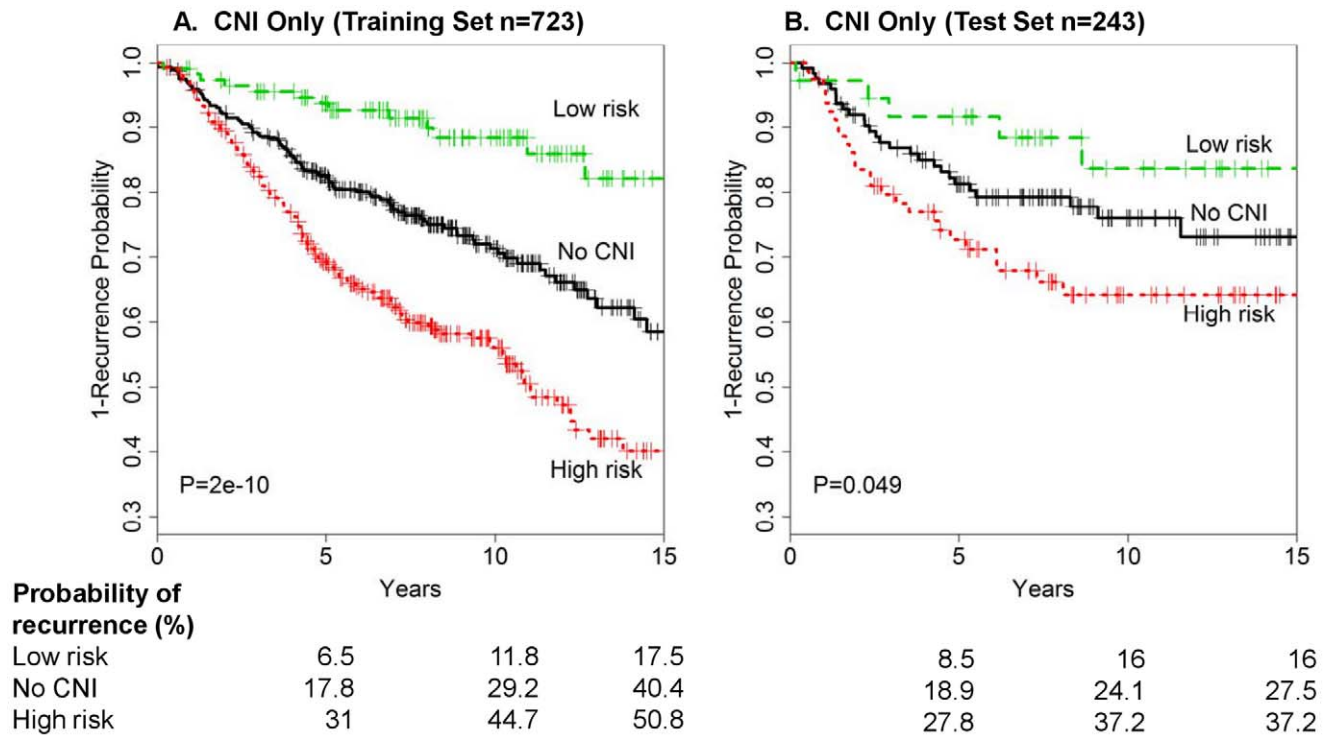 A. CNI Only (Training Set n=723)
1-Recurrence Probability
1.0
0.9
0.8
0.7
0.6
0.5
0.4
0.3
Low risk
No CNI
High risk
P=2e-10
0 5 10 15
Years
B. CNI Only (Test Set n=243)
1-Recurrence Probability
1.0
0.9
0.8
0.7
0.6
0.5
0.4
0.3
Low risk
No CNI
High risk
P=0.049
0 5 10 15
Years
Probability of
recurrence (%)
Low risk 6.5 11.8 17.5 8.5 16 16
No CNI 17.8 29.2 40.4 18.9 24.1 27.5
High risk 31 44.7 50.8 27.8 37.2 37.2